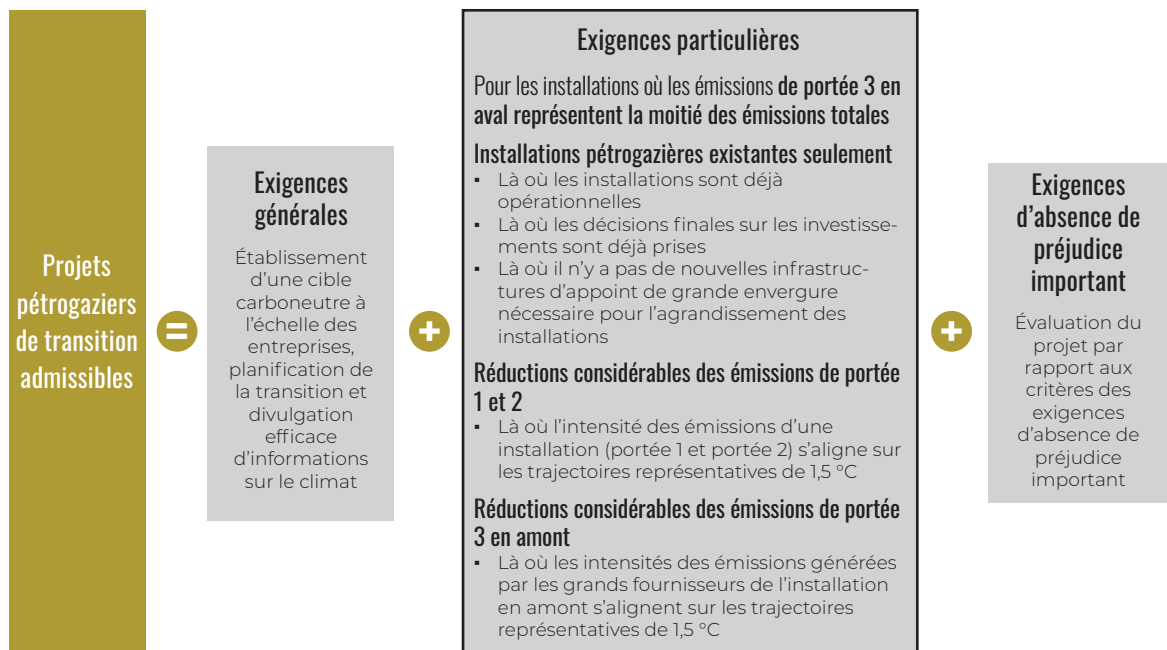 Projets
pétrogaziers
de transition
admissibles
=
Exigences
générales
Établissement
d’une cible
carboneutre à
l’échelle des
entreprises,
planification de
la transition et
divulgation
efficace
d’informations
sur le climat
+
Exigences particulières
Pour les installations où les émissions de portée 3 en
aval représentent la moitié des émissions totales
Installations pétrogazières existantes seulement
▪ Là où les installations sont déjà
opérationnelles
▪ Là où les décisions finales sur les investisse-
ments sont déjà prises
▪ Là où il n’y a pas de nouvelles infrastruc-
tures d’appoint de grande envergure
nécessaire pour l’agrandissement des
installations
Réductions considérables des émissions de portée
1 et 2
▪ Là où l’intensité des émissions d’une
installation (portée 1 et portée 2) s’aligne sur
les trajectoires représentatives de 1,5 °C
Réductions considérables des émissions de portée
3 en amont
▪ Là où les intensités des émissions générées
par les grands fournisseurs de l’installation
en amont s’alignent sur les trajectoires
représentatives de 1,5 °C
+
Exigences
d’absence de
préjudice
important
Évaluation du
projet par
rapport aux
critères des
exigences
d’absence de
préjudice
important